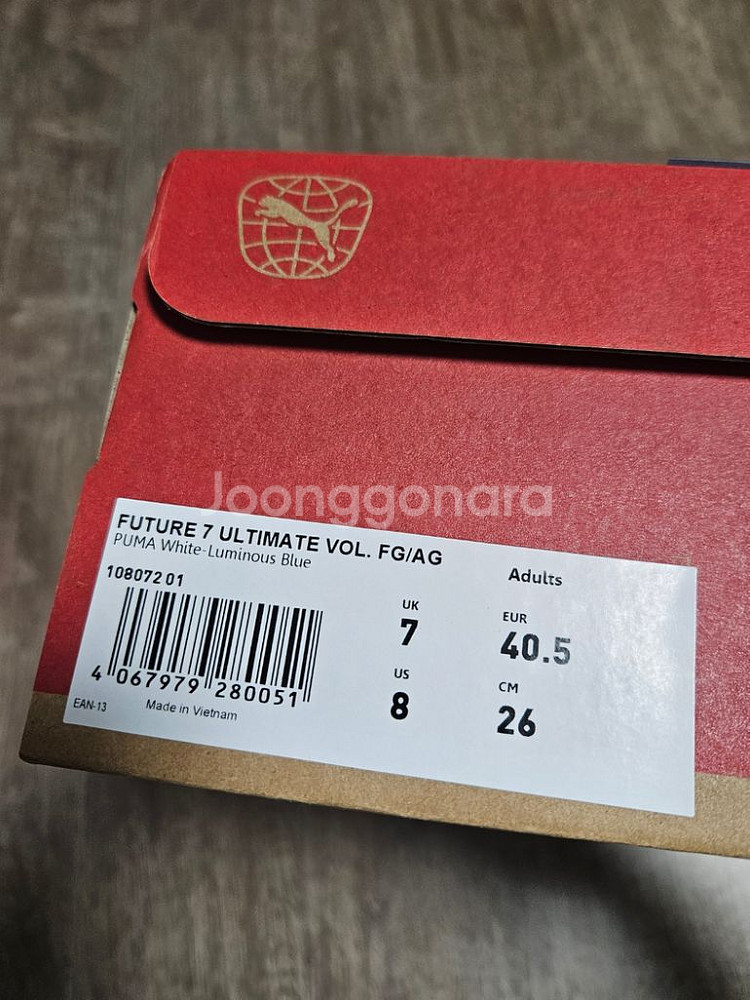 Joonggonara
FUTURE 7 ULTIMATE VOL. FG/AG
PUMA White-Luminous Blue
Adults
108072 01
UK
7
EUR
40.5
US
8
CM
26
4 067979 280051
EAN-13
Made in Vietnam